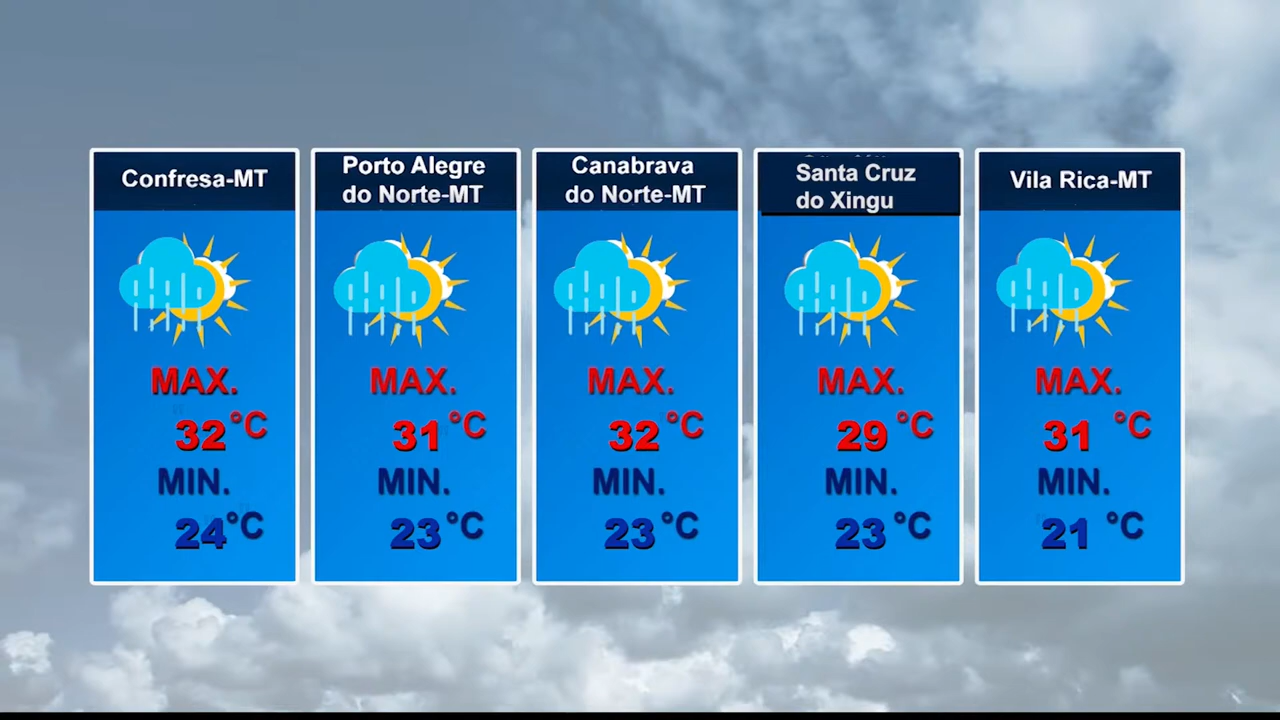 Confresa-MT
MAX.
32 °C
MIN.
24 °C
Porto Alegre
do Norte-MT
MAX.
31 °C
MIN.
23 °C
Canabrava
do Norte-MT
MAX.
32 °C
MIN.
23 °C
Santa Cruz
do Xingu
MAX.
29 °C
MIN.
23 °C
Vila Rica-MT
MAX.
31 °C
MIN.
21 °C